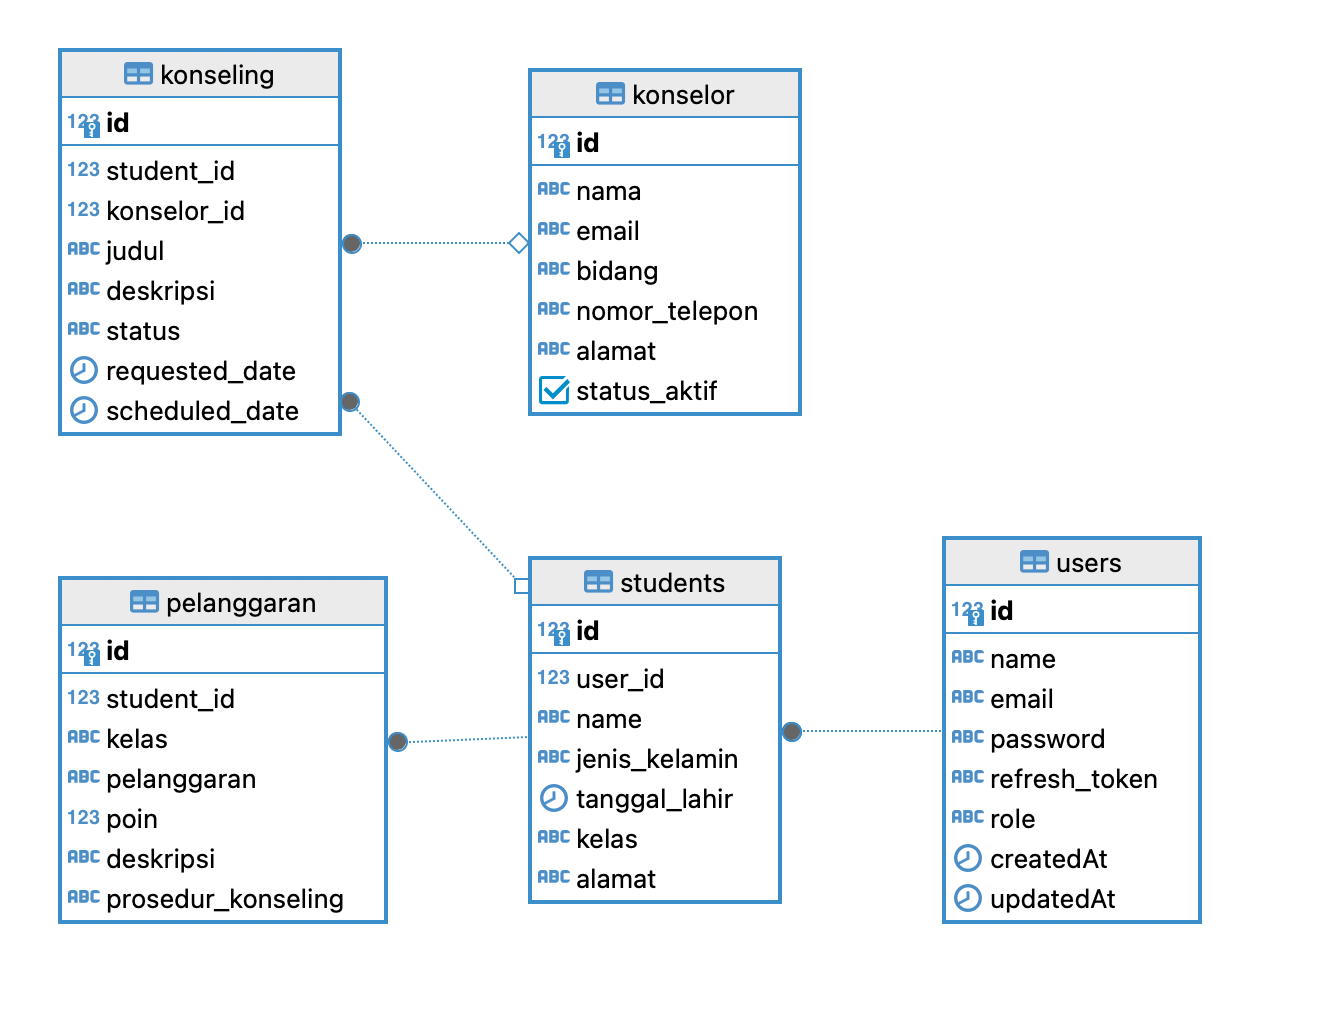 konseling
123 id
123 student_id
123 konselor_id
ABC judul
ABC deskripsi
ABC status
requested_date
scheduled_date
konselor
123 id
ABC nama
ABC email
ABC bidang
ABC nomor_telepon
ABC alamat
status_aktif
pelanggaran
123 id
123 student_id
ABC kelas
ABC pelanggaran
123 poin
ABC deskripsi
ABC prosedur_konseling
students
123 id
123 user_id
ABC name
ABC jenis_kelamin
tanggal_lahir
ABC kelas
ABC alamat
users
123 id
ABC name
ABC email
ABC password
ABC refresh_token
ABC role
createdAt
updatedAt